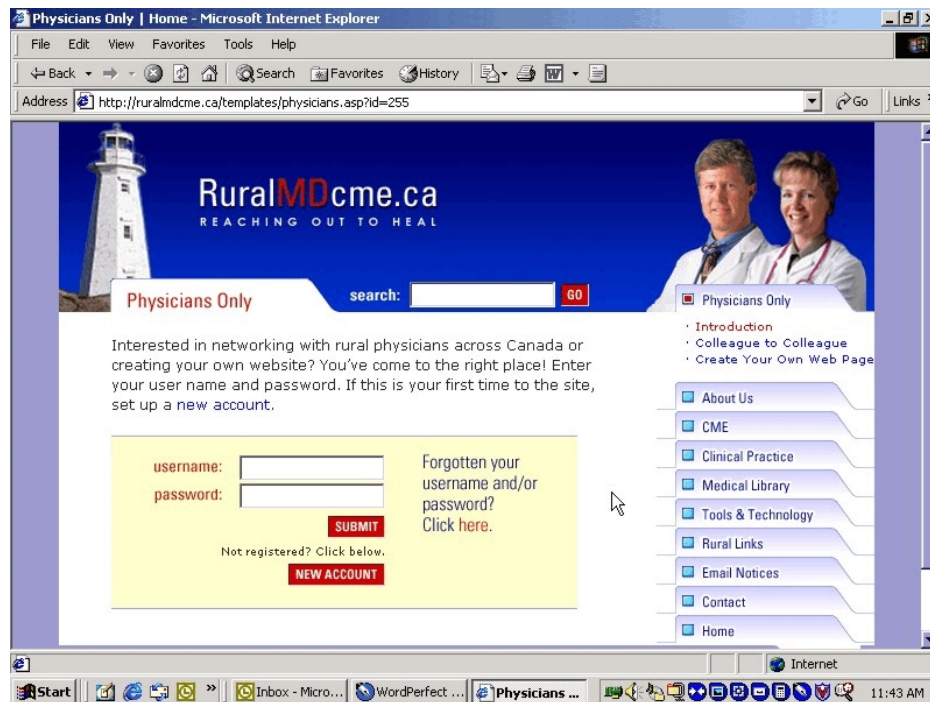 Physicians Only | Home - Microsoft Internet Explorer
File Edit View Favorites Tools Help
Back Search Favorites History
Address http://ruralmdcme.ca/templates/physicians.asp?id=255 Go Links
RuralMDcme.ca
REACHING OUT TO HEAL
Physicians Only
search: GO
Physicians Only
· Introduction
· Colleague to Colleague
· Create Your Own Web Page
Interested in networking with rural physicians across Canada or
creating your own website? You've come to the right place! Enter
your user name and password. If this is your first time to the site,
set up a new account.
username:
password:
SUBMIT
Not registered? Click below.
NEW ACCOUNT
Forgotten your
username and/or
password?
Click here.
About Us
CME
Clinical Practice
Medical Library
Tools & Technology
Rural Links
Email Notices
Contact
Home
Internet
Start » Inbox - Micro... WordPerfect ... Physicians ... 11:43 AM